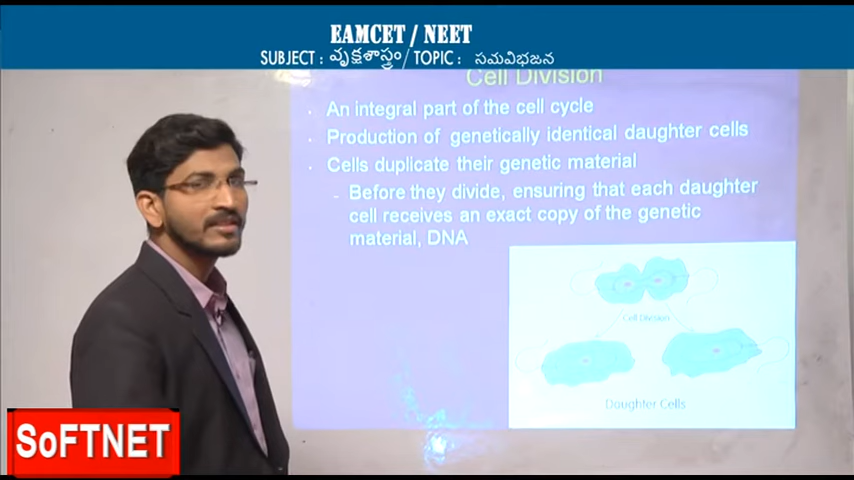 EAMCET / NEET
SUBJECT : వృక్షశాస్త్రం / TOPIC : సమవిభజన
Cell Division
An integral part of the cell cycle
Production of genetically identical daughter cells
Cells duplicate their genetic material
- Before they divide, ensuring that each daughter
cell receives an exact copy of the genetic
material, DNA
Cell Division
Doughter Cells
SoFTNET